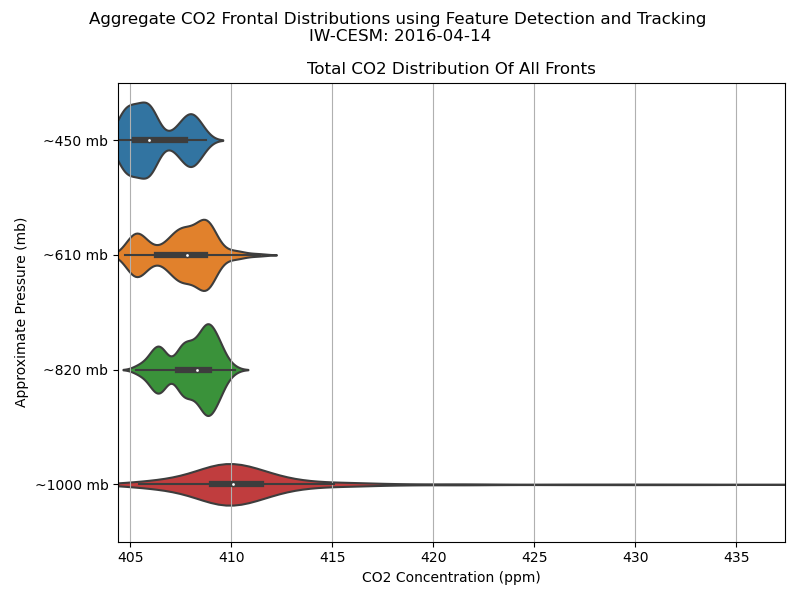 Aggregate CO2 Frontal Distributions using Feature Detection and Tracking
IW-CESM: 2016-04-14
Total CO2 Distribution Of All Fronts
Approximate Pressure (mb)
~450 mb
~610 mb
~820 mb
~1000 mb
405 410 415 420 425 430 435
CO2 Concentration (ppm)